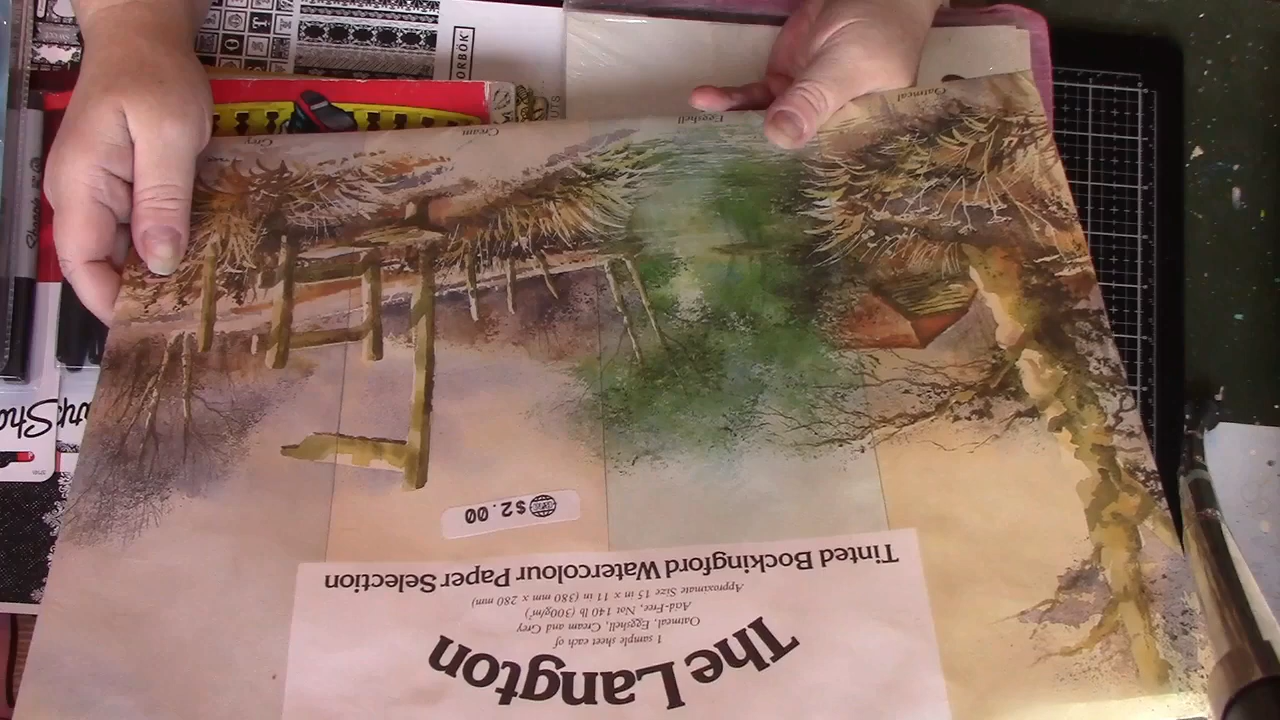 The Langton
1 sample sheet each of
Oatmeal, Eggshell, Cream and Grey
Acid-Free, Not 140 lb (300g/m²)
Approximate Size 15 in x 11 in (380 mm x 280 mm)
Tinted Bockingford Watercolour Paper Selection
$2.00
Oatmeal
Eggshell
Cream
Grey
Sharpie